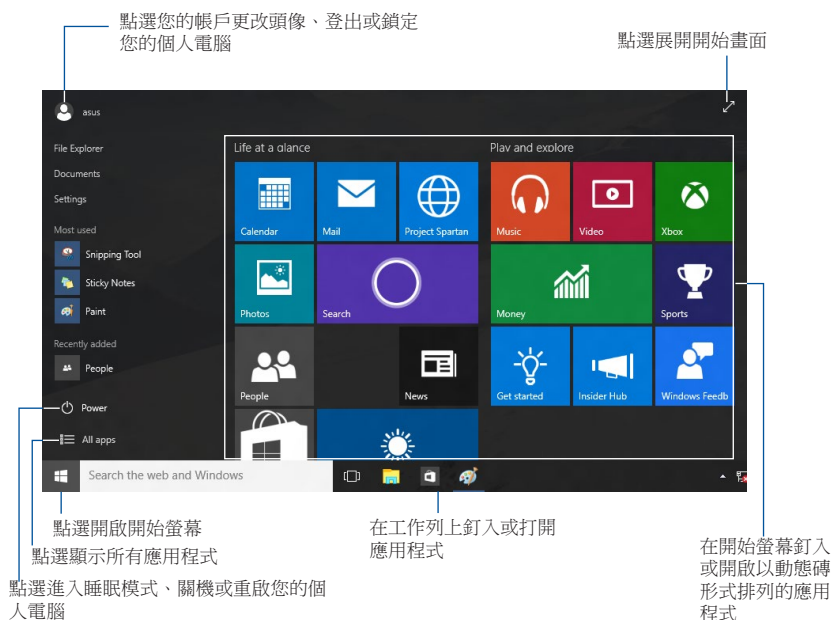 點選您的帳戶更改頭像、登出或鎖定
您的個人電腦
點選展開開始畫面
asus
File Explorer
Documents
Settings
Most used
Snipping Tool
Sticky Notes
Paint
Recently added
People
Power
All apps
Life at a glance
Play and explore
Calendar
Mail
Project Spartan
Music
Video
Xbox
Photos
Search
Money
Sports
People
News
Get started
Insider Hub
Windows Feedb
Search the web and Windows
點選開啟開始螢幕
點選顯示所有應用程式
點選進入睡眠模式、關機或重啟您的個
人電腦
在工作列上釘入或打開
應用程式
在開始螢幕釘入
或開啟以動態磚
形式排列的應用
程式